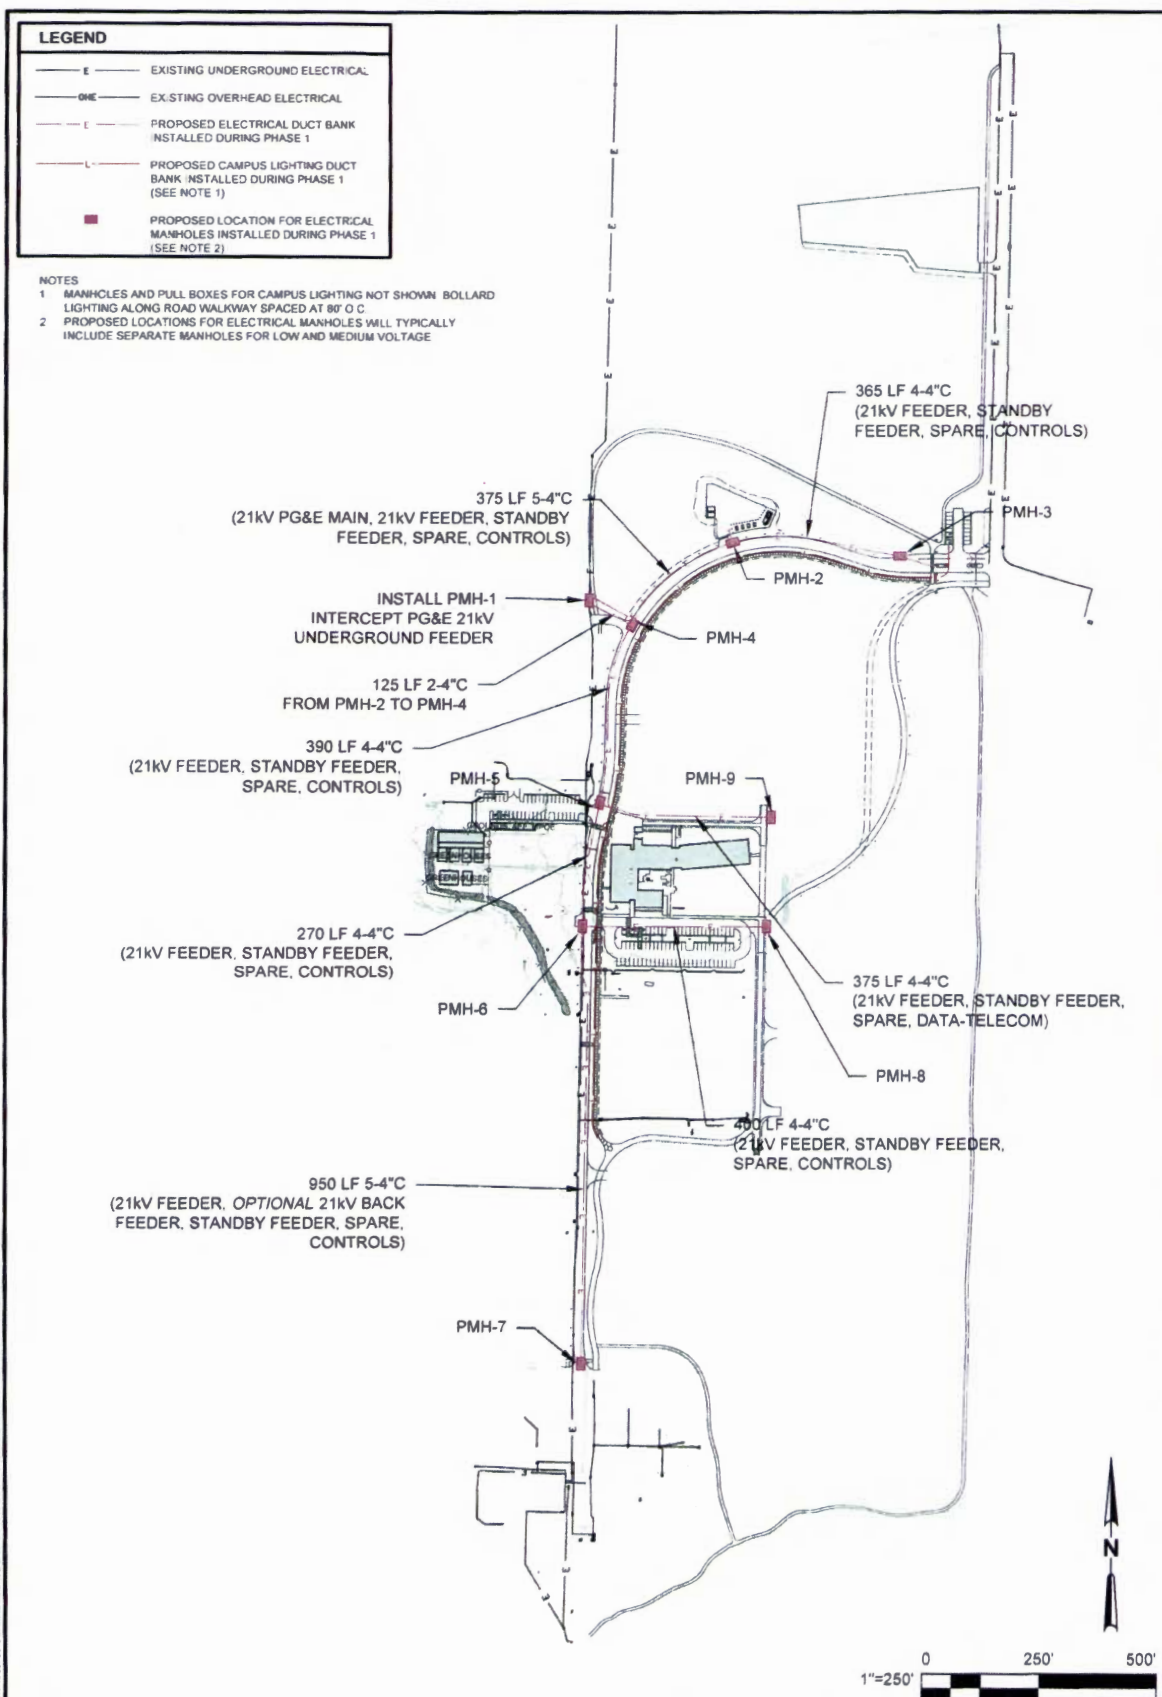 LEGEND
E EXISTING UNDERGROUND ELECTRICAL
OHE EXISTING OVERHEAD ELECTRICAL
E PROPOSED ELECTRICAL DUCT BANK
INSTALLED DURING PHASE 1
L PROPOSED CAMPUS LIGHTING DUCT
BANK INSTALLED DURING PHASE 1
(SEE NOTE 1)
PROPOSED LOCATION FOR ELECTRICAL
MANHOLES INSTALLED DURING PHASE 1
(SEE NOTE 2)
NOTES
1 MANHOLES AND PULL BOXES FOR CAMPUS LIGHTING NOT SHOWN BOLLARD
LIGHTING ALONG ROAD WALKWAY SPACED AT 80' O C
2 PROPOSED LOCATIONS FOR ELECTRICAL MANHOLES WILL TYPICALLY
INCLUDE SEPARATE MANHOLES FOR LOW AND MEDIUM VOLTAGE
365 LF 4-4"C
(21kV FEEDER, STANDBY
FEEDER, SPARE, CONTROLS)
375 LF 5-4"C
(21kV PG&E MAIN, 21kV FEEDER, STANDBY
FEEDER, SPARE, CONTROLS)
PMH-3
PMH-2
INSTALL PMH-1
INTERCEPT PG&E 21kV
UNDERGROUND FEEDER
PMH-4
125 LF 2-4"C
FROM PMH-2 TO PMH-4
390 LF 4-4"C
(21kV FEEDER, STANDBY FEEDER,
SPARE, CONTROLS)
PMH-5
PMH-9
270 LF 4-4"C
(21kV FEEDER, STANDBY FEEDER,
SPARE, CONTROLS)
PMH-6
375 LF 4-4"C
(21kV FEEDER, STANDBY FEEDER,
SPARE, DATA-TELECOM)
PMH-8
400 LF 4-4"C
(21kV FEEDER, STANDBY FEEDER,
SPARE, CONTROLS)
950 LF 5-4"C
(21kV FEEDER, OPTIONAL 21kV BACK
FEEDER, STANDBY FEEDER, SPARE,
CONTROLS)
PMH-7
N
0 250' 500'
1"=250'